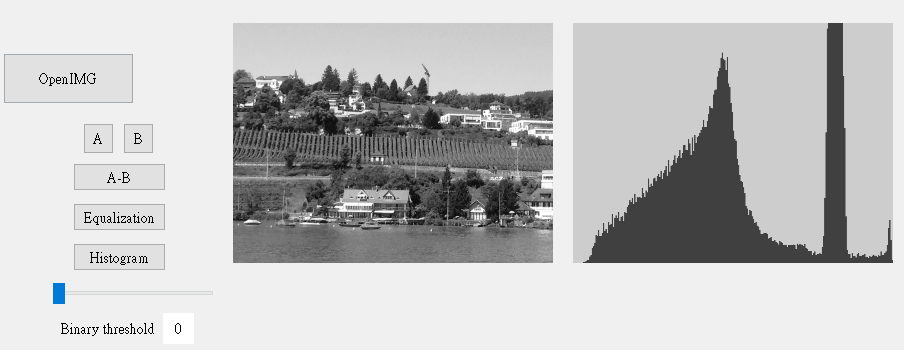 OpenIMG
A B
A-B
Equalization
Histogram
Binary threshold 0